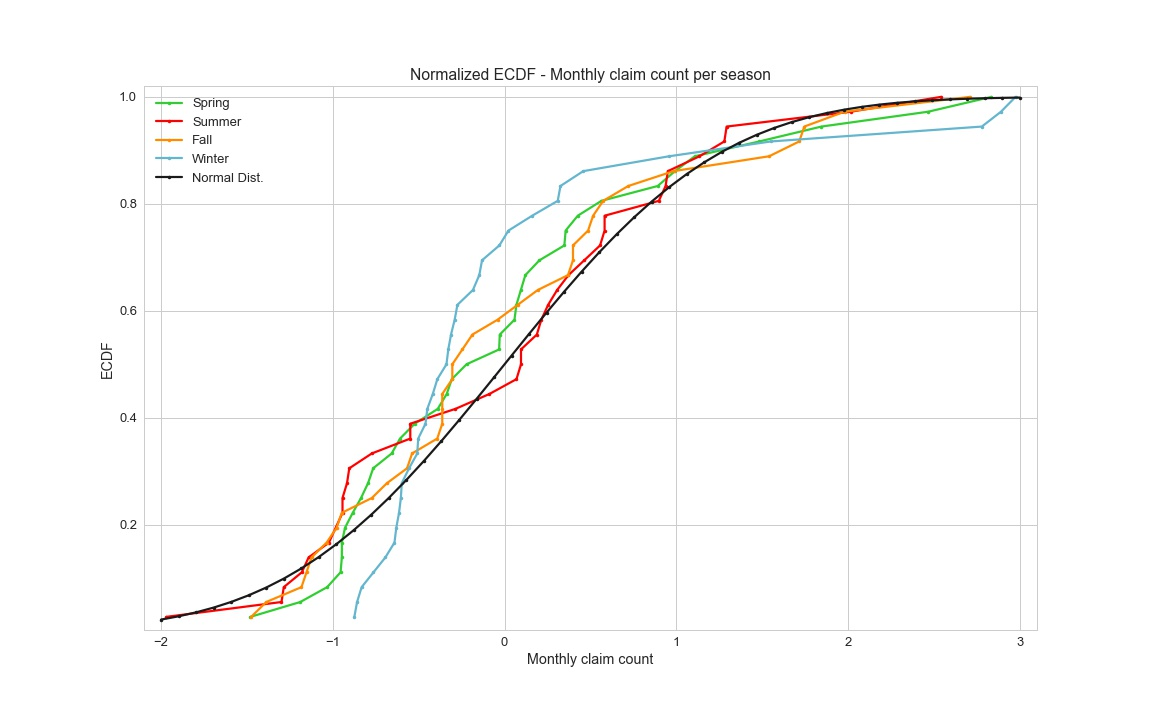 Normalized ECDF - Monthly claim count per season
1.0
0.8
0.6
0.4
0.2
ECDF
Spring
Summer
Fall
Winter
Normal Dist.
−2 −1 0 1 2 3
Monthly claim count